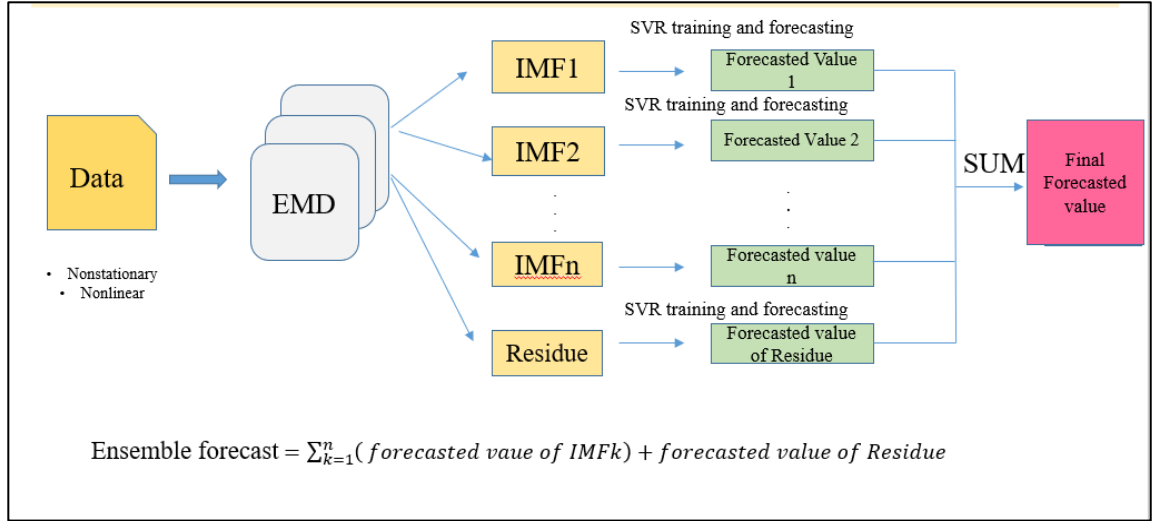 SVR training and forecasting
IMF1
Forecasted Value
1
SVR training and forecasting
Data
EMD
IMF2
Forecasted Value 2
SUM
Final
Forecasted
value
.
.
.
.
.
.
• Nonstationary
• Nonlinear
IMFn
Forecasted value
n
SVR training and forecasting
Residue
Forecasted value
of Residue
Ensemble forecast = ∑ₖ₌₁ⁿ( forecasted vaue of IMFk) + forecasted value of Residue